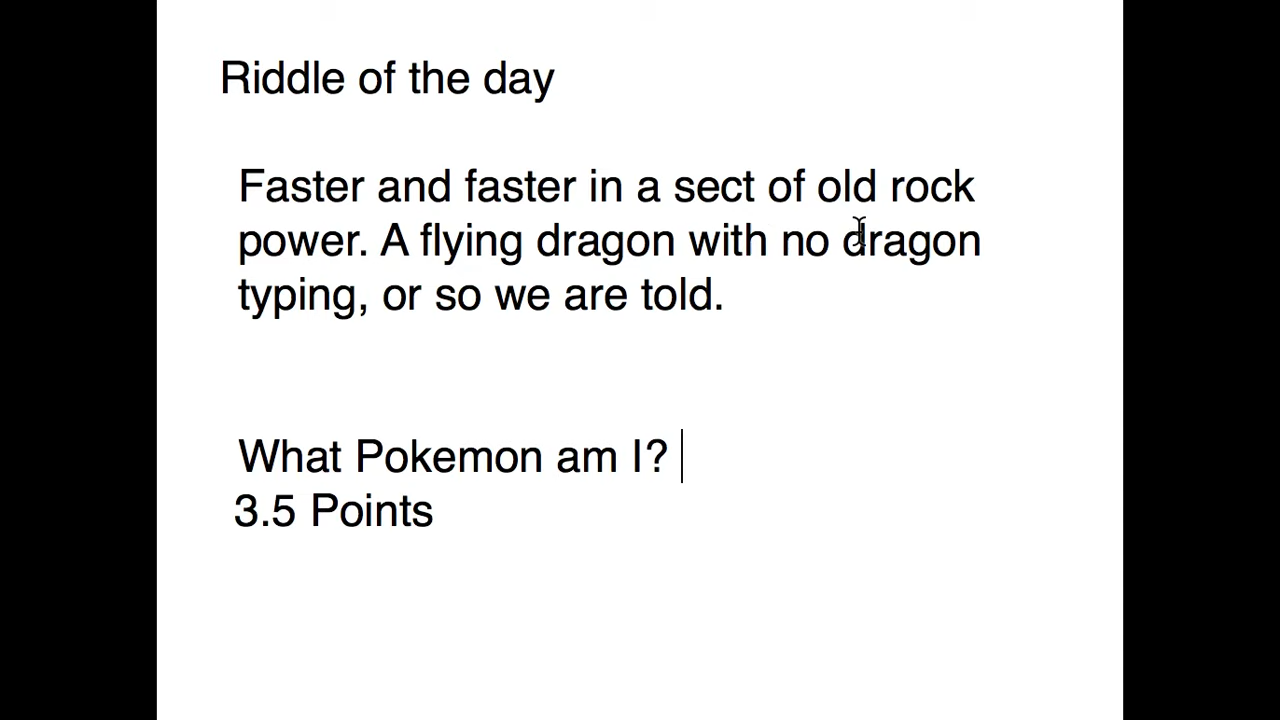 Riddle of the day
Faster and faster in a sect of old rock
power. A flying dragon with no dragon
typing, or so we are told.
What Pokemon am I?
3.5 Points